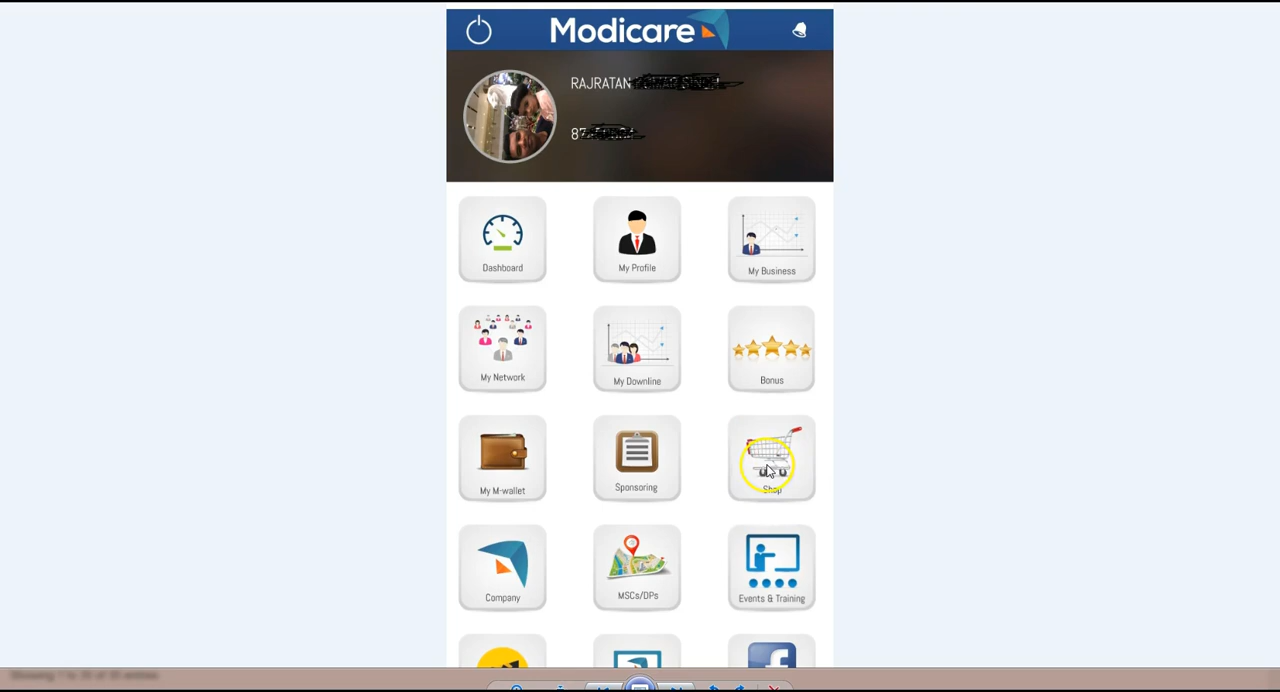 Modicare
RAJRATAN
87
Dashboard
My Profile
My Business
My Network
My Downline
Bonus
My M-wallet
Sponsoring
Shop
Company
MSCs/DPs
Events & Training
f